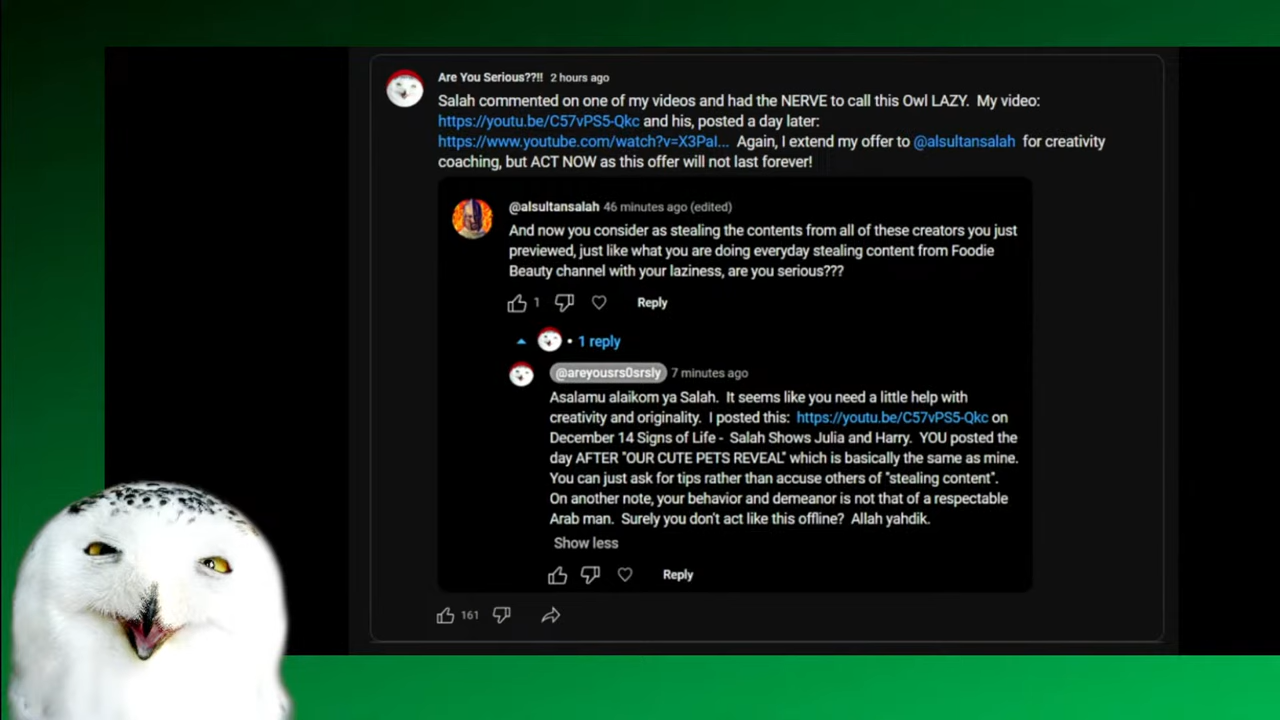 Are You Serious??!! 2 hours ago
Salah commented on one of my videos and had the NERVE to call this Owl LAZY. My video:
https://youtu.be/C57vPS5-Qkc and his, posted a day later:
https://www.youtube.com/watch?v=X3PaI... Again, I extend my offer to @alsultansalah for creativity
coaching, but ACT NOW as this offer will not last forever!
@alsultansalah 46 minutes ago (edited)
And now you consider as stealing the contents from all of these creators you just
previewed, just like what you are doing everyday stealing content from Foodie
Beauty channel with your laziness, are you serious???
1 Reply
1 reply
@areyousrs0srsly 7 minutes ago
Asalamu alaikom ya Salah. It seems like you need a little help with
creativity and originality. I posted this: https://youtu.be/C57vPS5-Qkc on
December 14 Signs of Life - Salah Shows Julia and Harry. YOU posted the
day AFTER "OUR CUTE PETS REVEAL" which is basically the same as mine.
You can just ask for tips rather than accuse others of "stealing content".
On another note, your behavior and demeanor is not that of a respectable
Arab man. Surely you don't act like this offline? Allah yahdik.
Show less
Reply
161